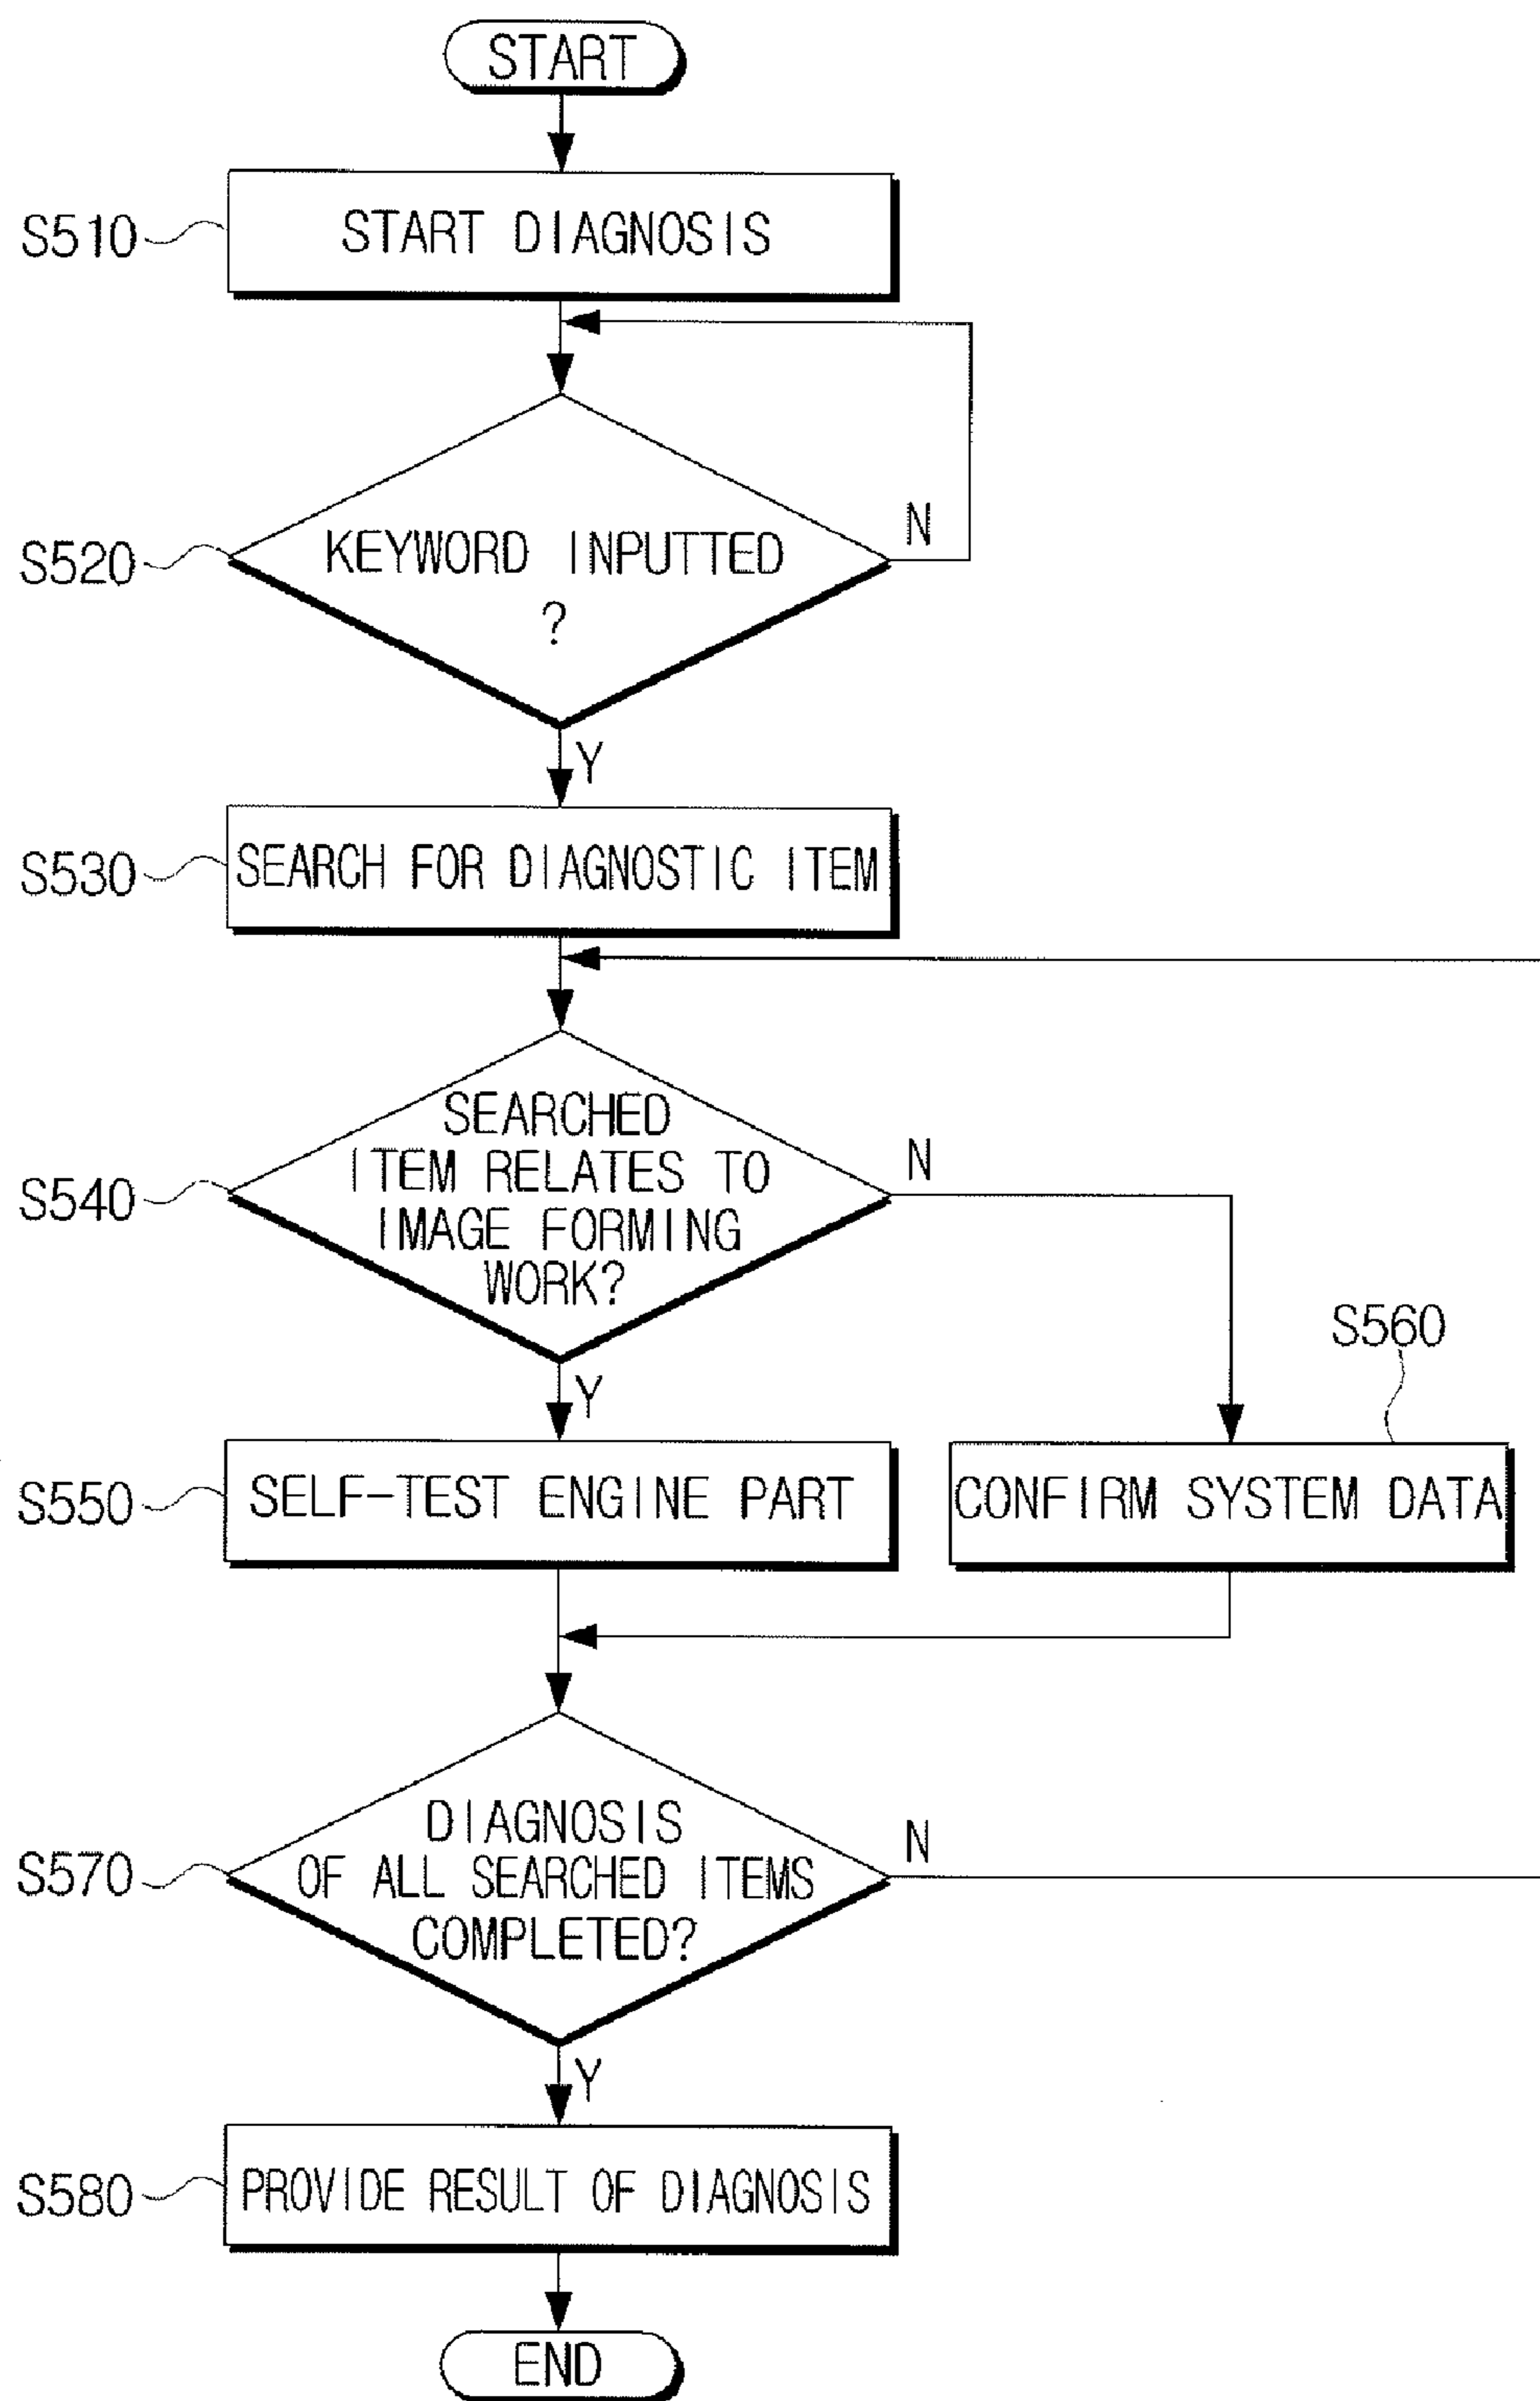 START
S510
START DIAGNOSIS
S520
KEYWORD INPUTTED
?
N
Y
S530
SEARCH FOR DIAGNOSTIC ITEM
S540
SEARCHED
ITEM RELATES TO
IMAGE FORMING
WORK?
N
Y
S560
S550
SELF-TEST ENGINE PART
CONFIRM SYSTEM DATA
S570
DIAGNOSIS
OF ALL SEARCHED ITEMS
COMPLETED?
N
Y
S580
PROVIDE RESULT OF DIAGNOSIS
END